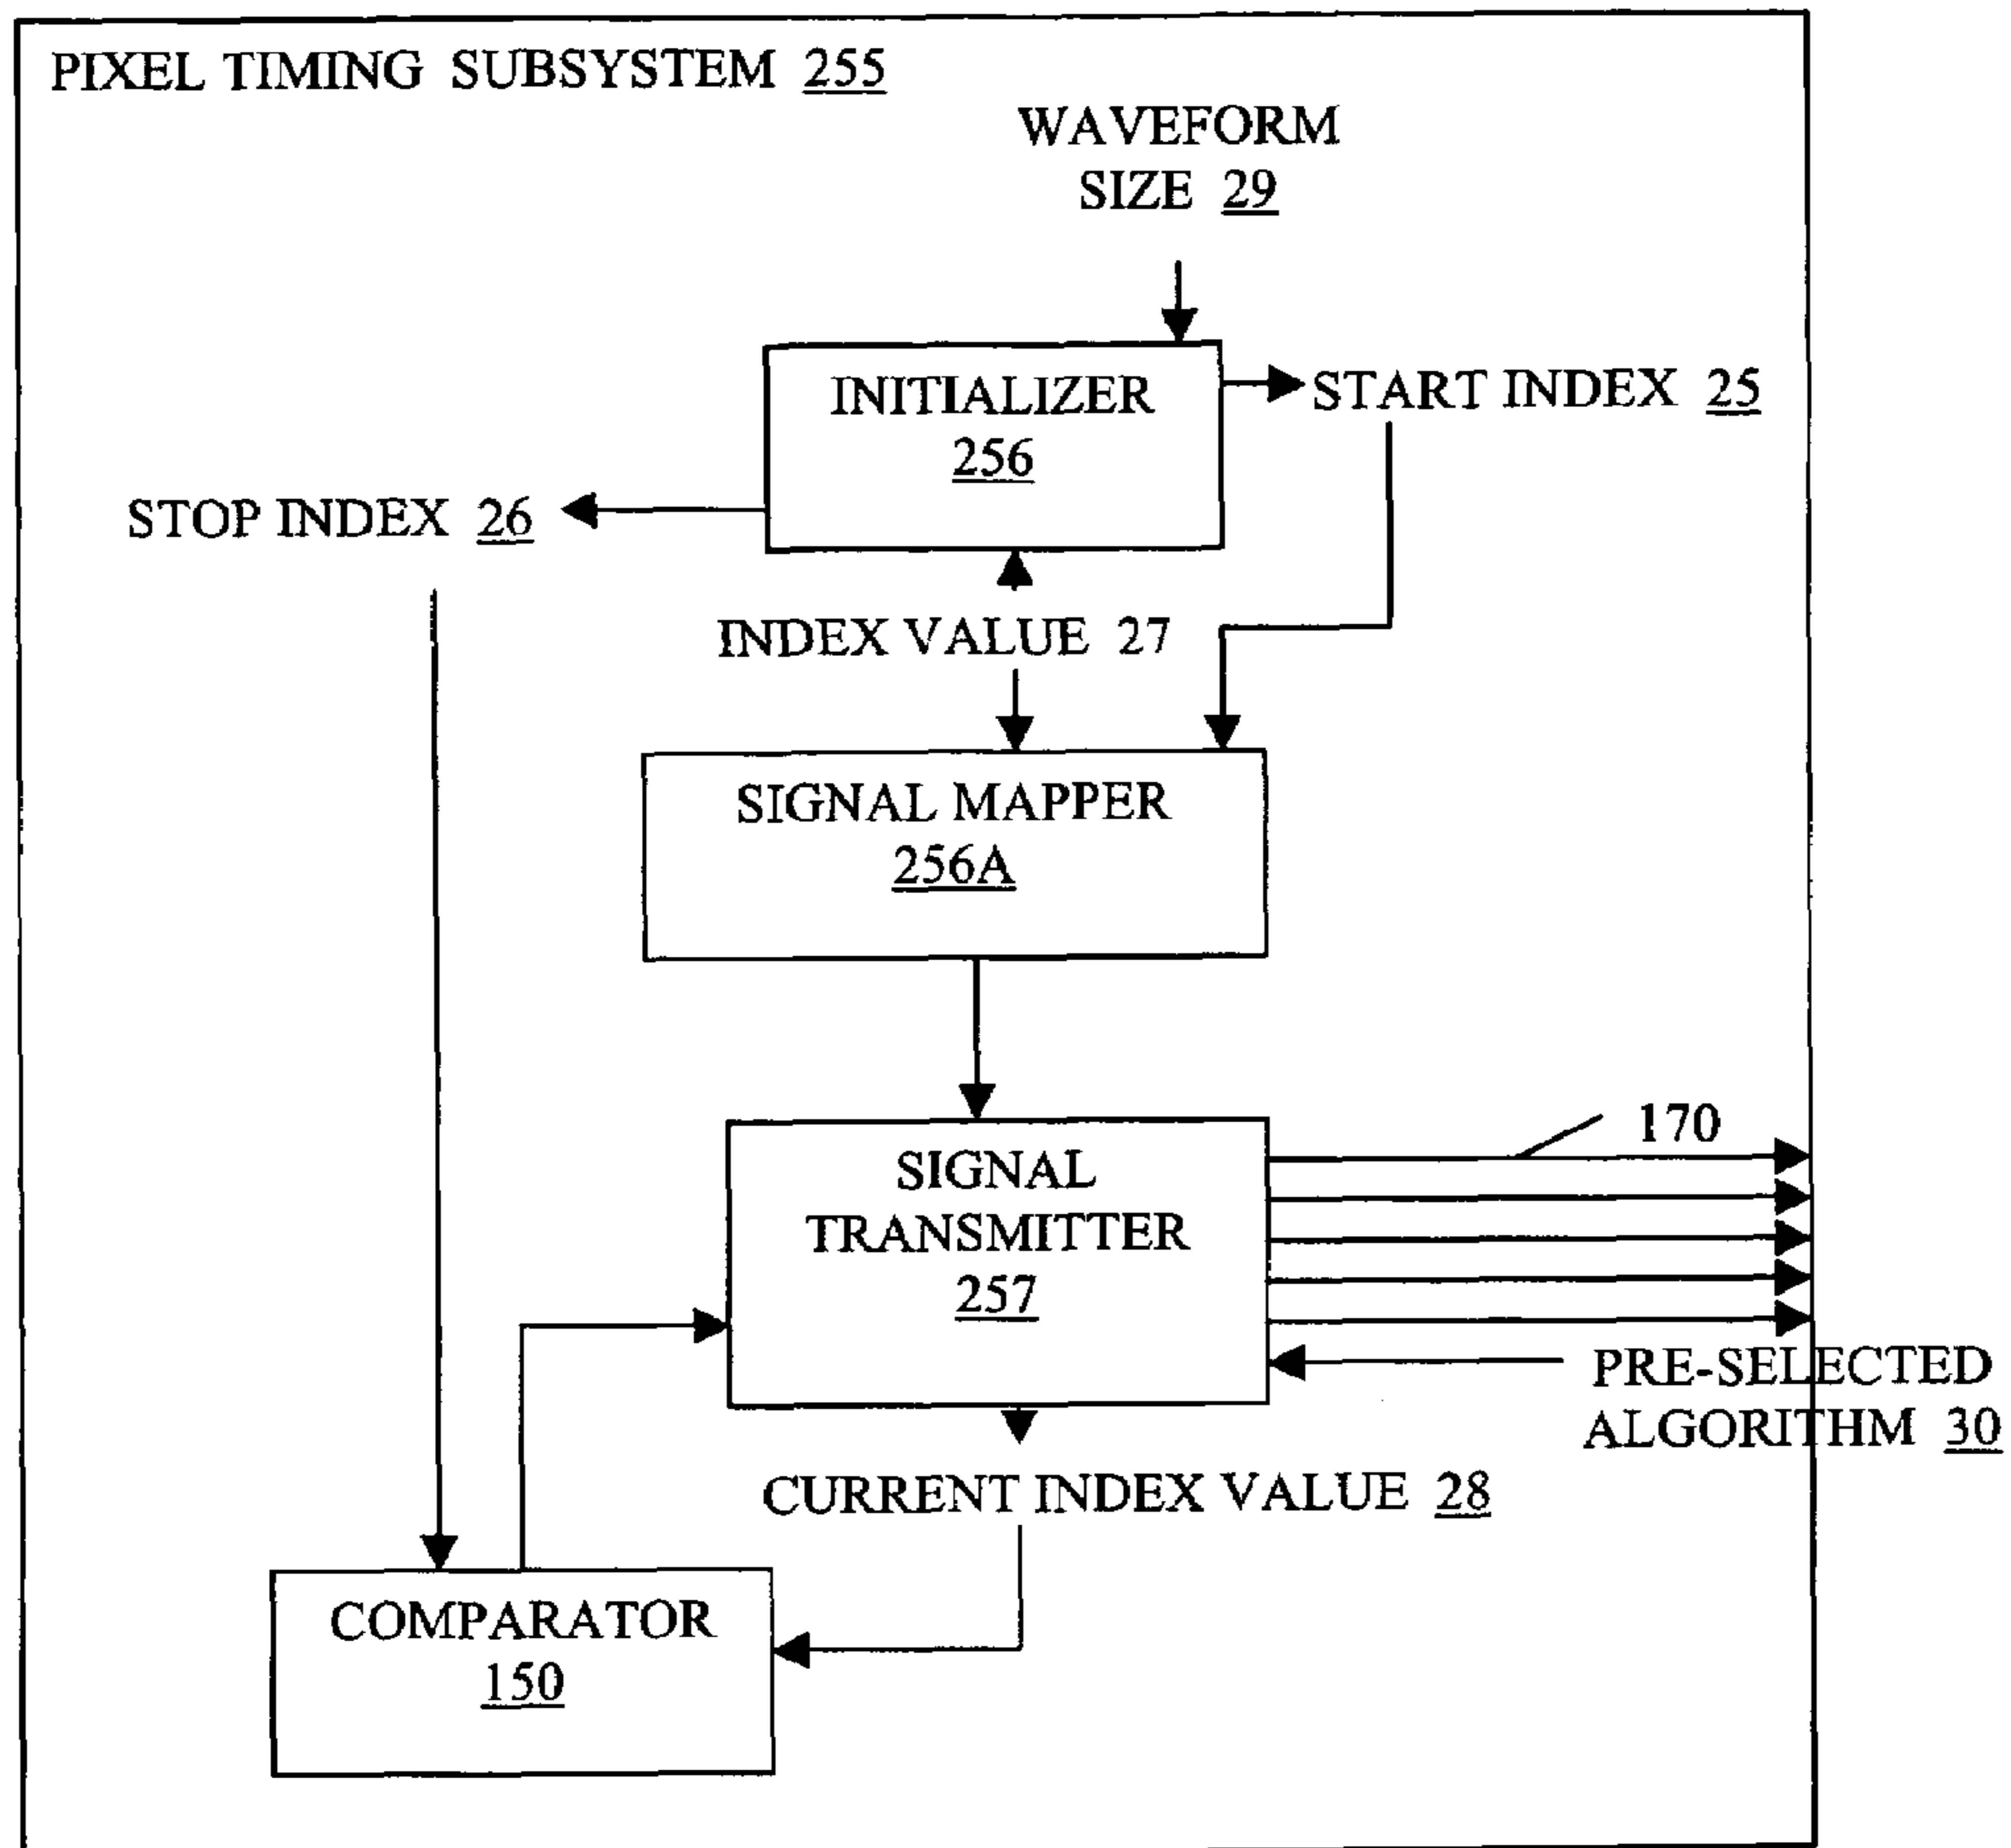 PIXEL TIMING SUBSYSTEM 255
WAVEFORM
SIZE 29
INITIALIZER
256
START INDEX 25
STOP INDEX 26
INDEX VALUE 27
SIGNAL MAPPER
256A
170
SIGNAL
TRANSMITTER
257
PRE-SELECTED
ALGORITHM 30
CURRENT INDEX VALUE 28
COMPARATOR
150